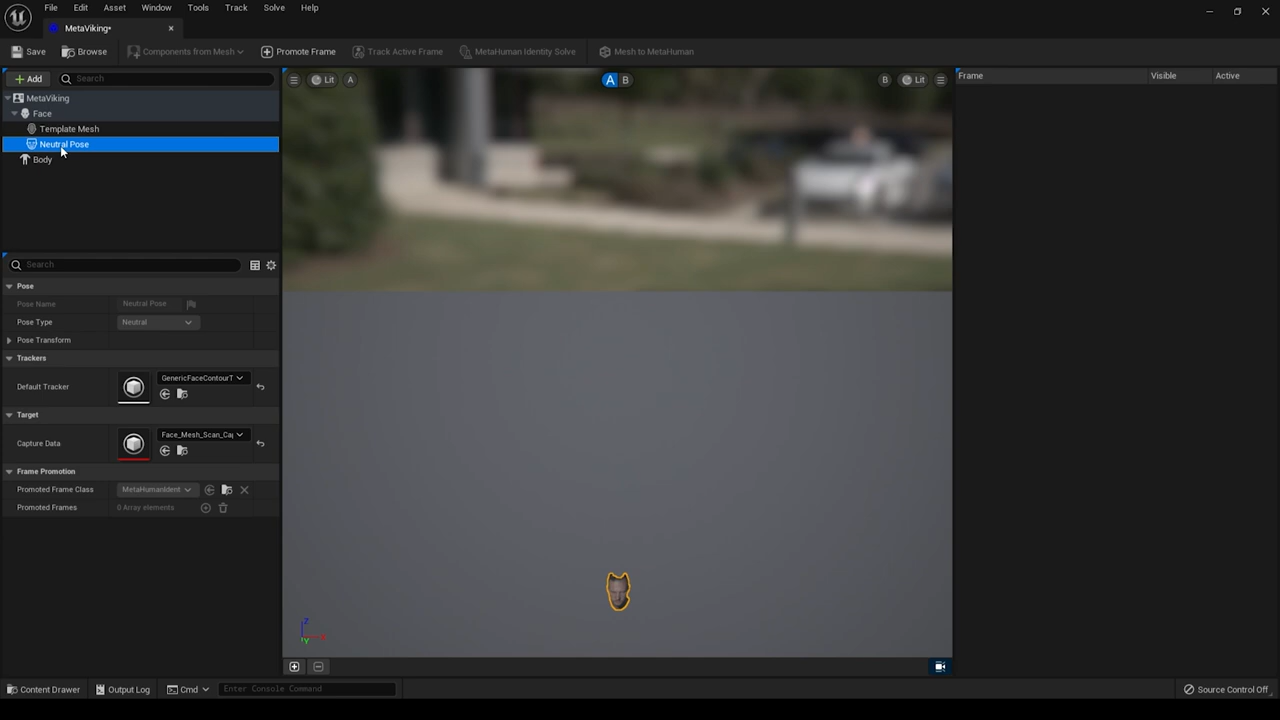 File Edit Asset Window Tools Track Solve Help
MetaViking*
Save Browse Components from Mesh Promote Frame Track Active Frame MetaHuman Identity Solve Mesh to MetaHuman
Add Search
MetaViking
Face
Template Mesh
Neutral Pose
Body
Lit A A B B Lit
Frame Visible Active
Search
Pose
Pose Name Neutral Pose
Pose Type Neutral
Pose Transform
Trackers
Default Tracker GenericFaceContourT
Target
Capture Data Face_Mesh_Scan_Ca
Frame Promotion
Promoted Frame Class MetaHumanIdent
Promoted Frames 0 Array elements
Z
X
Y
Content Drawer Output Log Cmd Enter Console Command Source Control Off